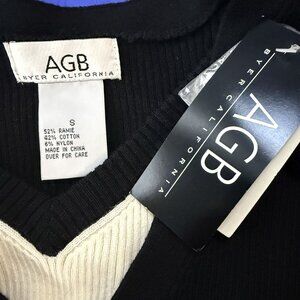 AGB
BYER CALIFORNIA
S
52% RAMIE
42% COTTON
6% NYLON
MADE IN CHINA
OVER FOR CARE
AGB
BYER CALIFORNIA